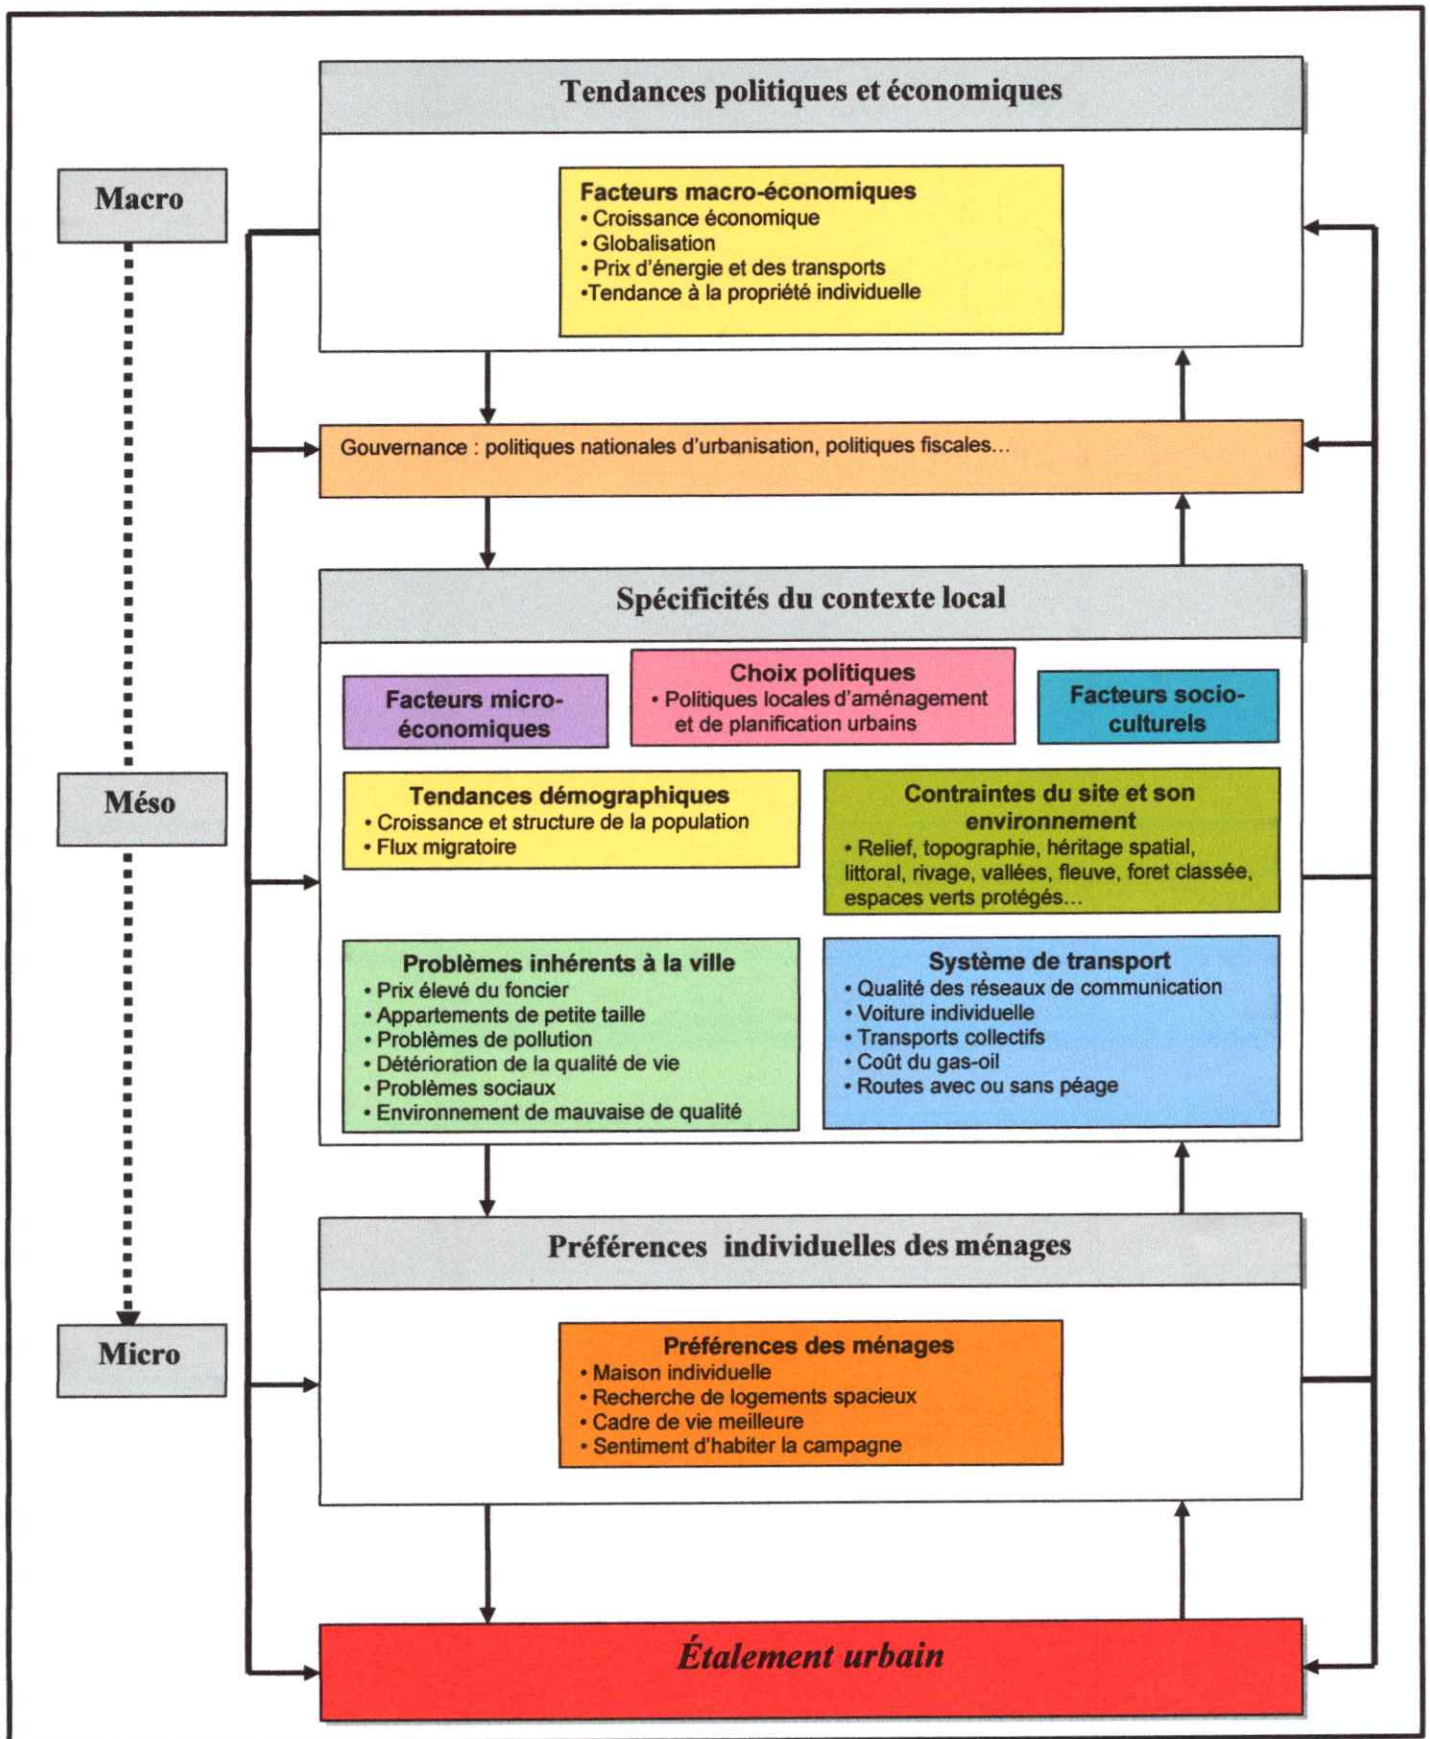 Tendances politiques et économiques
Macro
Facteurs macro-économiques
• Croissance économique
• Globalisation
• Prix d'énergie et des transports
•Tendance à la propriété individuelle
Gouvernance : politiques nationales d'urbanisation, politiques fiscales...
Spécificités du contexte local
Facteurs micro-
économiques
Choix politiques
• Politiques locales d'aménagement
et de planification urbains
Facteurs socio-
culturels
Méso
Tendances démographiques
• Croissance et structure de la population
• Flux migratoire
Contraintes du site et son
environnement
• Relief, topographie, héritage spatial,
littoral, rivage, vallées, fleuve, foret classée,
espaces verts protégés...
Problèmes inhérents à la ville
• Prix élevé du foncier
• Appartements de petite taille
• Problèmes de pollution
• Détérioration de la qualité de vie
• Problèmes sociaux
• Environnement de mauvaise de qualité
Système de transport
• Qualité des réseaux de communication
• Voiture individuelle
• Transports collectifs
• Coût du gas-oil
• Routes avec ou sans péage
Préférences individuelles des ménages
Micro
Préférences des ménages
• Maison individuelle
• Recherche de logements spacieux
• Cadre de vie meilleure
• Sentiment d'habiter la campagne
Étalement urbain